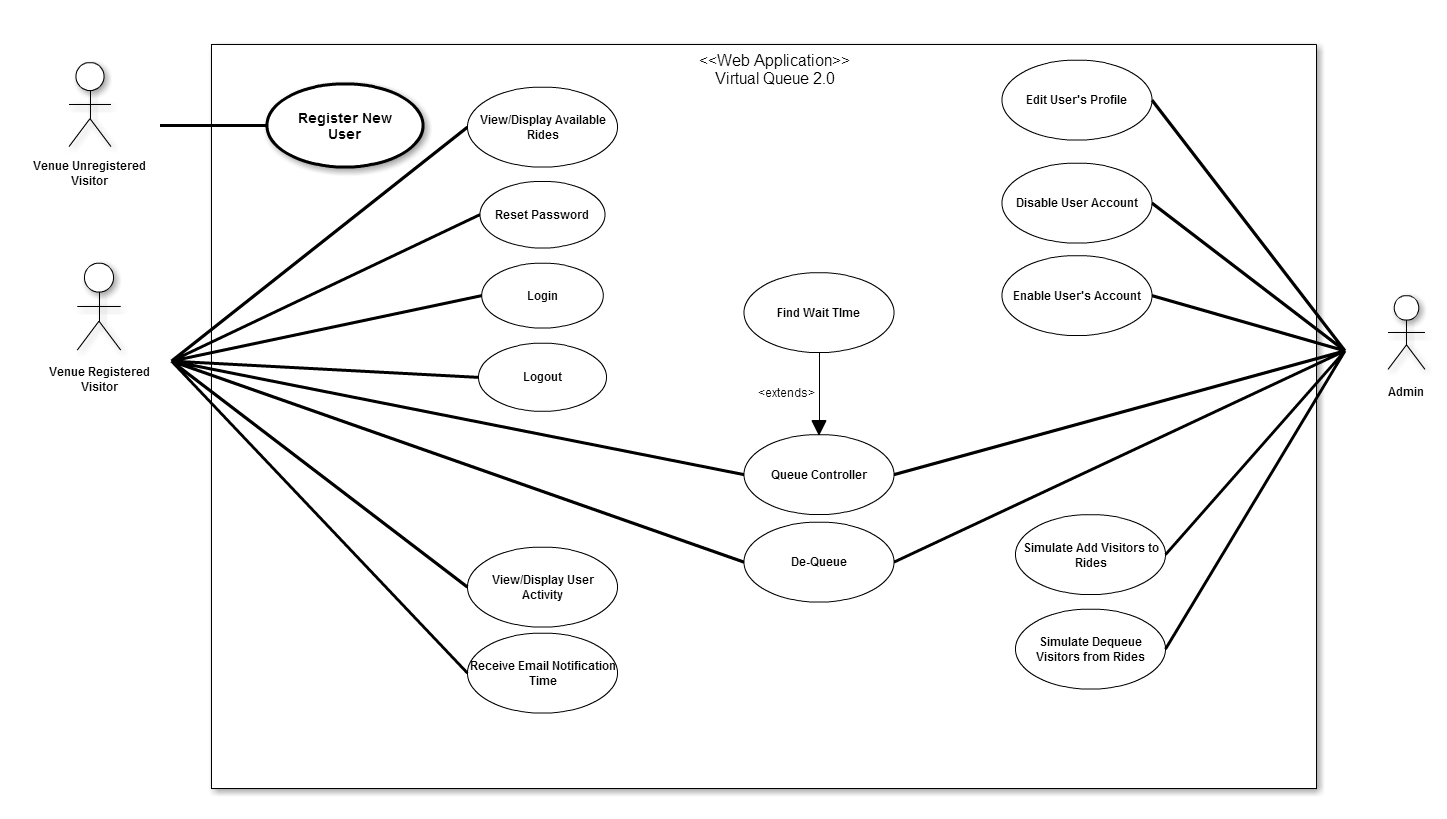 <<Web Application>>
Virtual Queue 2.0
Venue Unregistered
Visitor
Register New
User
View/Display Available
Rides
Reset Password
Login
Logout
Venue Registered
Visitor
Find Wait TIme
<extends>
Queue Controller
De-Queue
View/Display User
Activity
Receive Email Notification
Time
Edit User's Profile
Disable User Account
Enable User's Account
Admin
Simulate Add Visitors to
Rides
Simulate Dequeue
Visitors from Rides